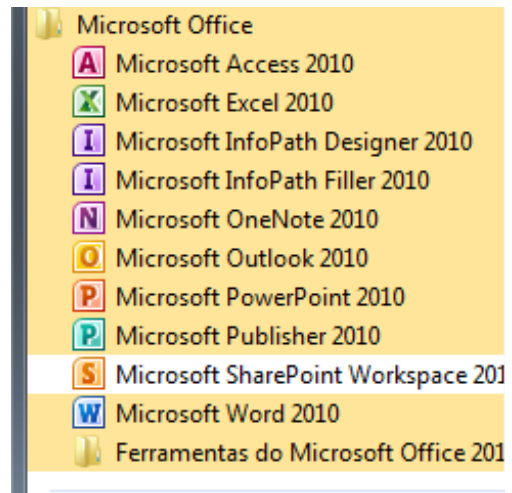 Microsoft Office
A Microsoft Access 2010
X Microsoft Excel 2010
I Microsoft InfoPath Designer 2010
I Microsoft InfoPath Filler 2010
N Microsoft OneNote 2010
O Microsoft Outlook 2010
P Microsoft PowerPoint 2010
P Microsoft Publisher 2010
S Microsoft SharePoint Workspace 201
W Microsoft Word 2010
Ferramentas do Microsoft Office 201